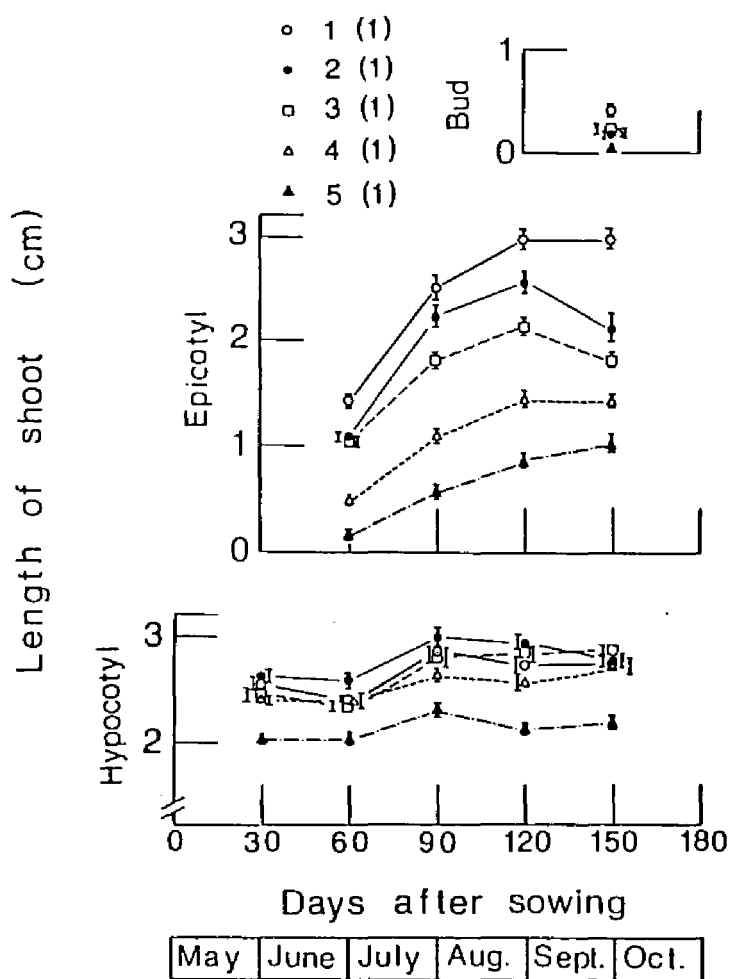 1 (1)
2 (1)
3 (1)
4 (1)
5 (1)
Bud
1
0
Length of shoot (cm)
Epicotyl
3
2
1
0
Hypocotyl
3
2
0 30 60 90 120 150 180
Days after sowing
May June July Aug. Sept. Oct.